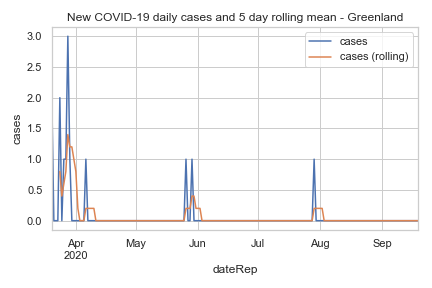 New COVID-19 daily cases and 5 day rolling mean - Greenland
cases
cases (rolling)
3.0
2.5
2.0
1.5
1.0
0.5
0.0
cases
Apr
2020
May
Jun
Jul
Aug
Sep
dateRep